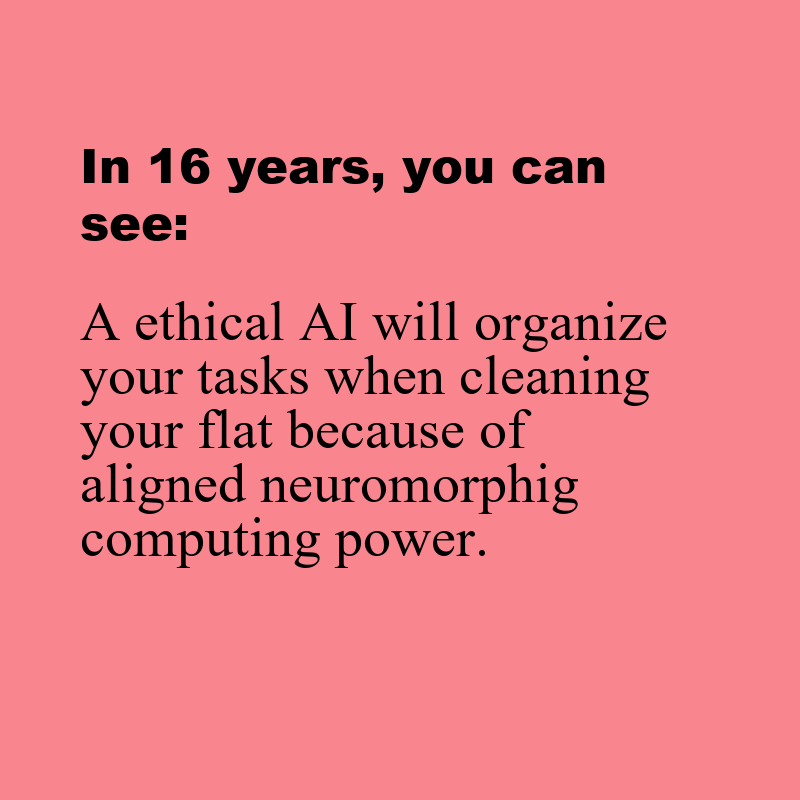 In 16 years, you can
see:
A ethical AI will organize
your tasks when cleaning
your flat because of
aligned neuromorphig
computing power.